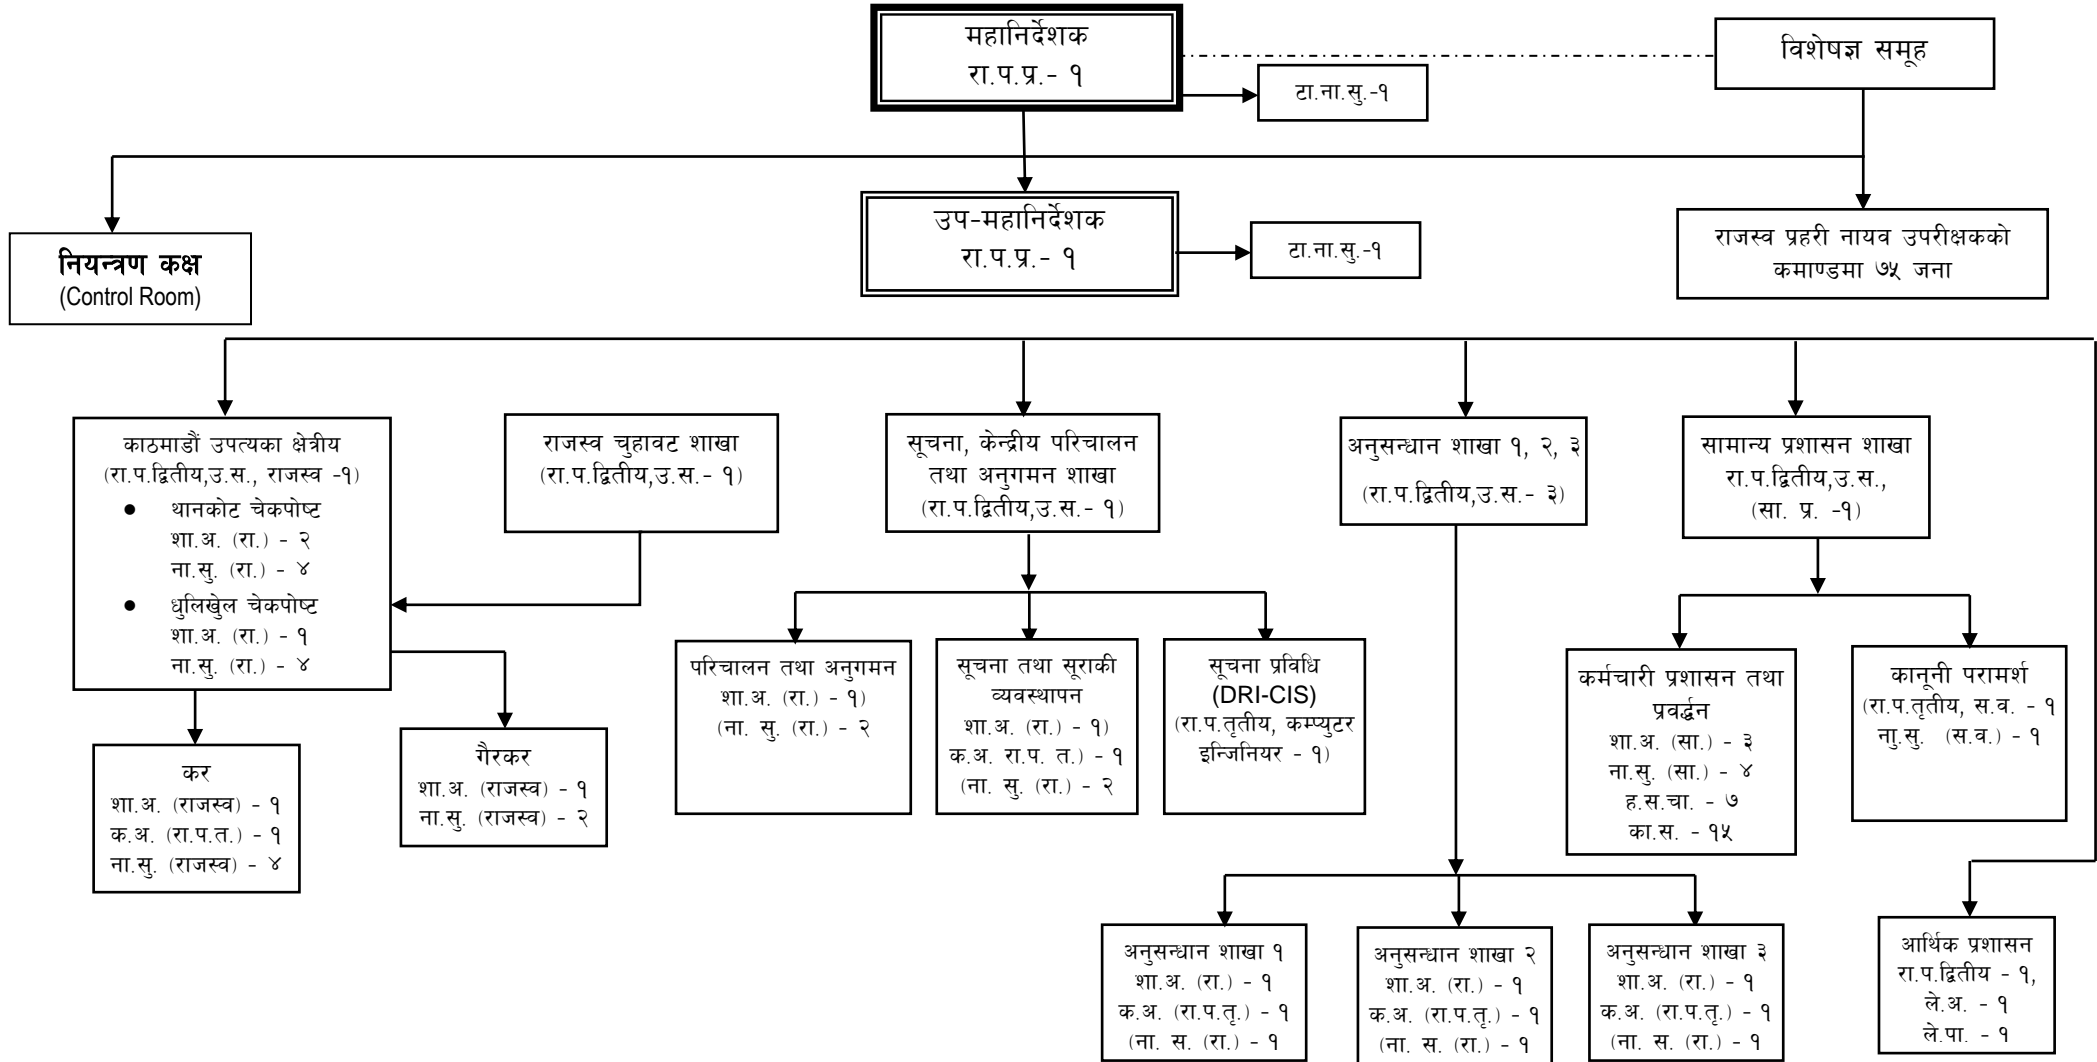 महानिर्देशक
रा.प.प्र.- १
विशेषज्ञ समूह
टा.ना.सु.-१
उप-महानिर्देशक
रा.प.प्र.- १
टा.ना.सु.-१
राजस्व प्रहरी नायव उपरीक्षकको
कमाण्डमा ७५ जना
नियन्त्रण कक्ष
(Control Room)
काठमाडौं उपत्यका क्षेत्रीय
(रा.प.द्वितीय,उ.स., राजस्व -१)
● थानकोट चेकपोष्ट
शा.अ. (रा.) - २
ना.सु. (रा.) - ४
● धुलिखेुल चेकपोष्ट
शा.अ. (रा.) - १
ना.सु. (रा.) - ४
राजस्व चुहावट शाखा
(रा.प.द्वितीय,उ.स.- १)
सूचना, केन्द्रीय परिचालन
तथा अनुगमन शाखा
(रा.प.द्वितीय,उ.स.- १)
अनुसन्धान शाखा १, २, ३
(रा.प.द्वितीय,उ.स.- ३)
सामान्य प्रशासन शाखा
रा.प.द्वितीय,उ.स.,
(सा. प्र. -१)
कर
शा.अ. (राजस्व) - १
क.अ. (रा.प.त.) - १
ना.सु. (राजस्व) - ४
गैरकर
शा.अ. (राजस्व) - १
ना.सु. (राजस्व) - २
परिचालन तथा अनुगमन
शा.अ. (रा.) - १)
(ना. सु. (रा.) - २
सूचना तथा सूराकी
व्यवस्थापन
शा.अ. (रा.) - १)
क.अ. रा.प. त.) - १
(ना. सु. (रा.) - २
सूचना प्रविधि
(DRI-CIS)
(रा.प.तृतीय, कम्प्युटर
इन्जिनियर - १)
कर्मचारी प्रशासन तथा
प्रवर्द्धन
शा.अ. (सा.) - ३
ना.सु. (सा.) - ४
ह.स.चा. - ७
का.स. - १५
कानूनी परामर्श
(रा.प.तृतीय, स.व. - १
ना.सु. (स.व.) - १
अनुसन्धान शाखा १
शा.अ. (रा.) - १
क.अ. (रा.प.तृ.) - १
(ना. स. (रा.) - १
अनुसन्धान शाखा २
शा.अ. (रा.) - १
क.अ. (रा.प.तृ.) - १
(ना. स. (रा.) - १
अनुसन्धान शाखा ३
शा.अ. (रा.) - १
क.अ. (रा.प.तृ.) - १
(ना. स. (रा.) - १
आर्थिक प्रशासन
रा.प.द्वितीय - १,
ले.अ. - १
ले.पा. - १